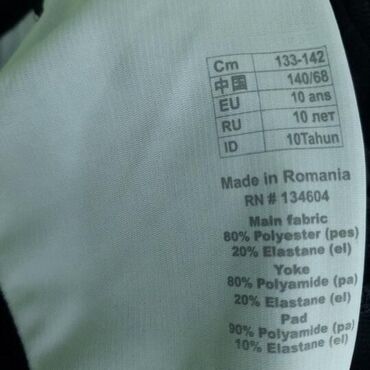 Cm 133-142
中国 140/68
EU 10 ans
RU 10 лет
ID 10Tahun
Made in Romania
RN # 134604
Main fabric
80% Polyester (pes)
20% Elastane (el)
Yoke
80% Polyamide (pa)
20% Elastane (el)
Pad
90% Polyamide (pa)
10% Elastane (el)